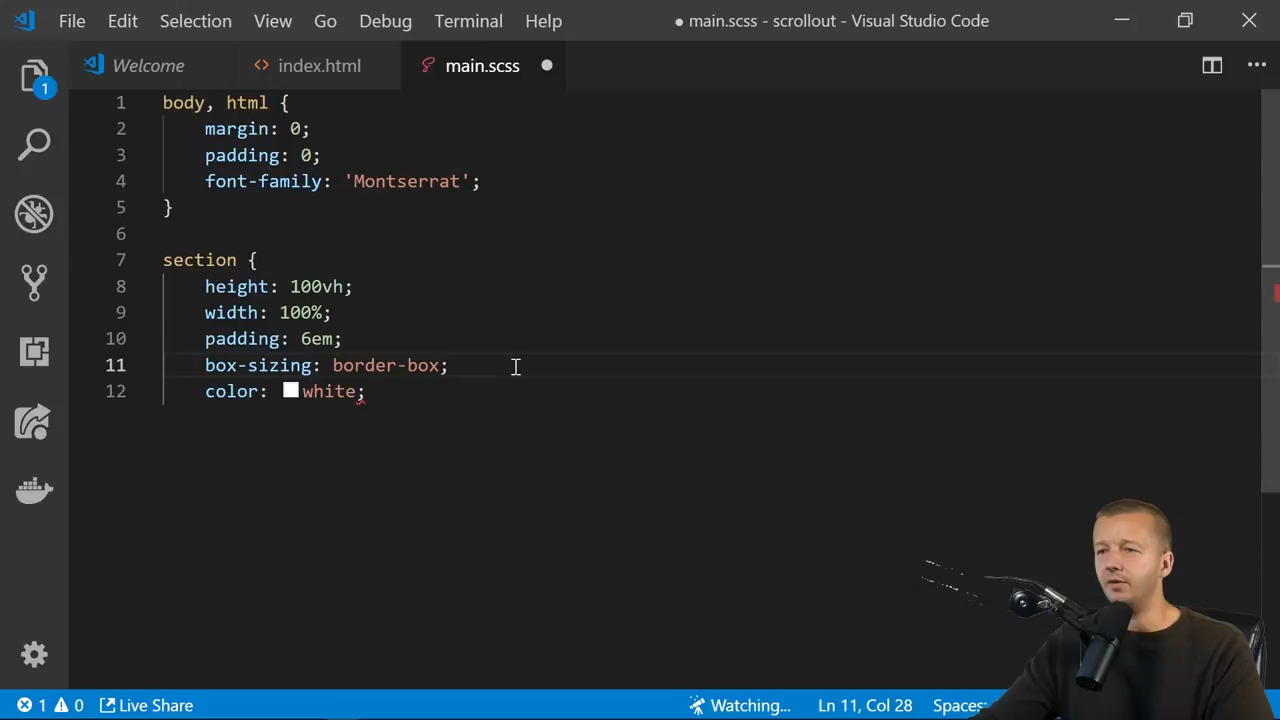 File Edit Selection View Go Debug Terminal Help ● main.scss - scrollout - Visual Studio Code
Welcome index.html main.scss
1
1 body, html {
2 margin: 0;
3 padding: 0;
4 font-family: 'Montserrat';
5 }
6
7 section {
8 height: 100vh;
9 width: 100%;
10 padding: 6em;
11 box-sizing: border-box;
12 color: white;
1 0 Live Share Watching... Ln 11, Col 28 Spaces: